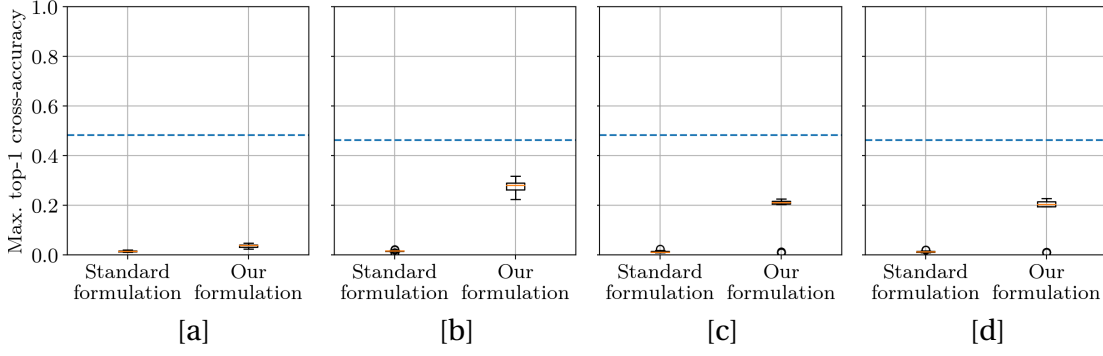 Max. top-1 cross-accuracy
1.0
0.8
0.6
0.4
0.2
0.0
Standard formulation
Our formulation
Standard formulation
Our formulation
Standard formulation
Our formulation
Standard formulation
Our formulation
[a]
[b]
[c]
[d]